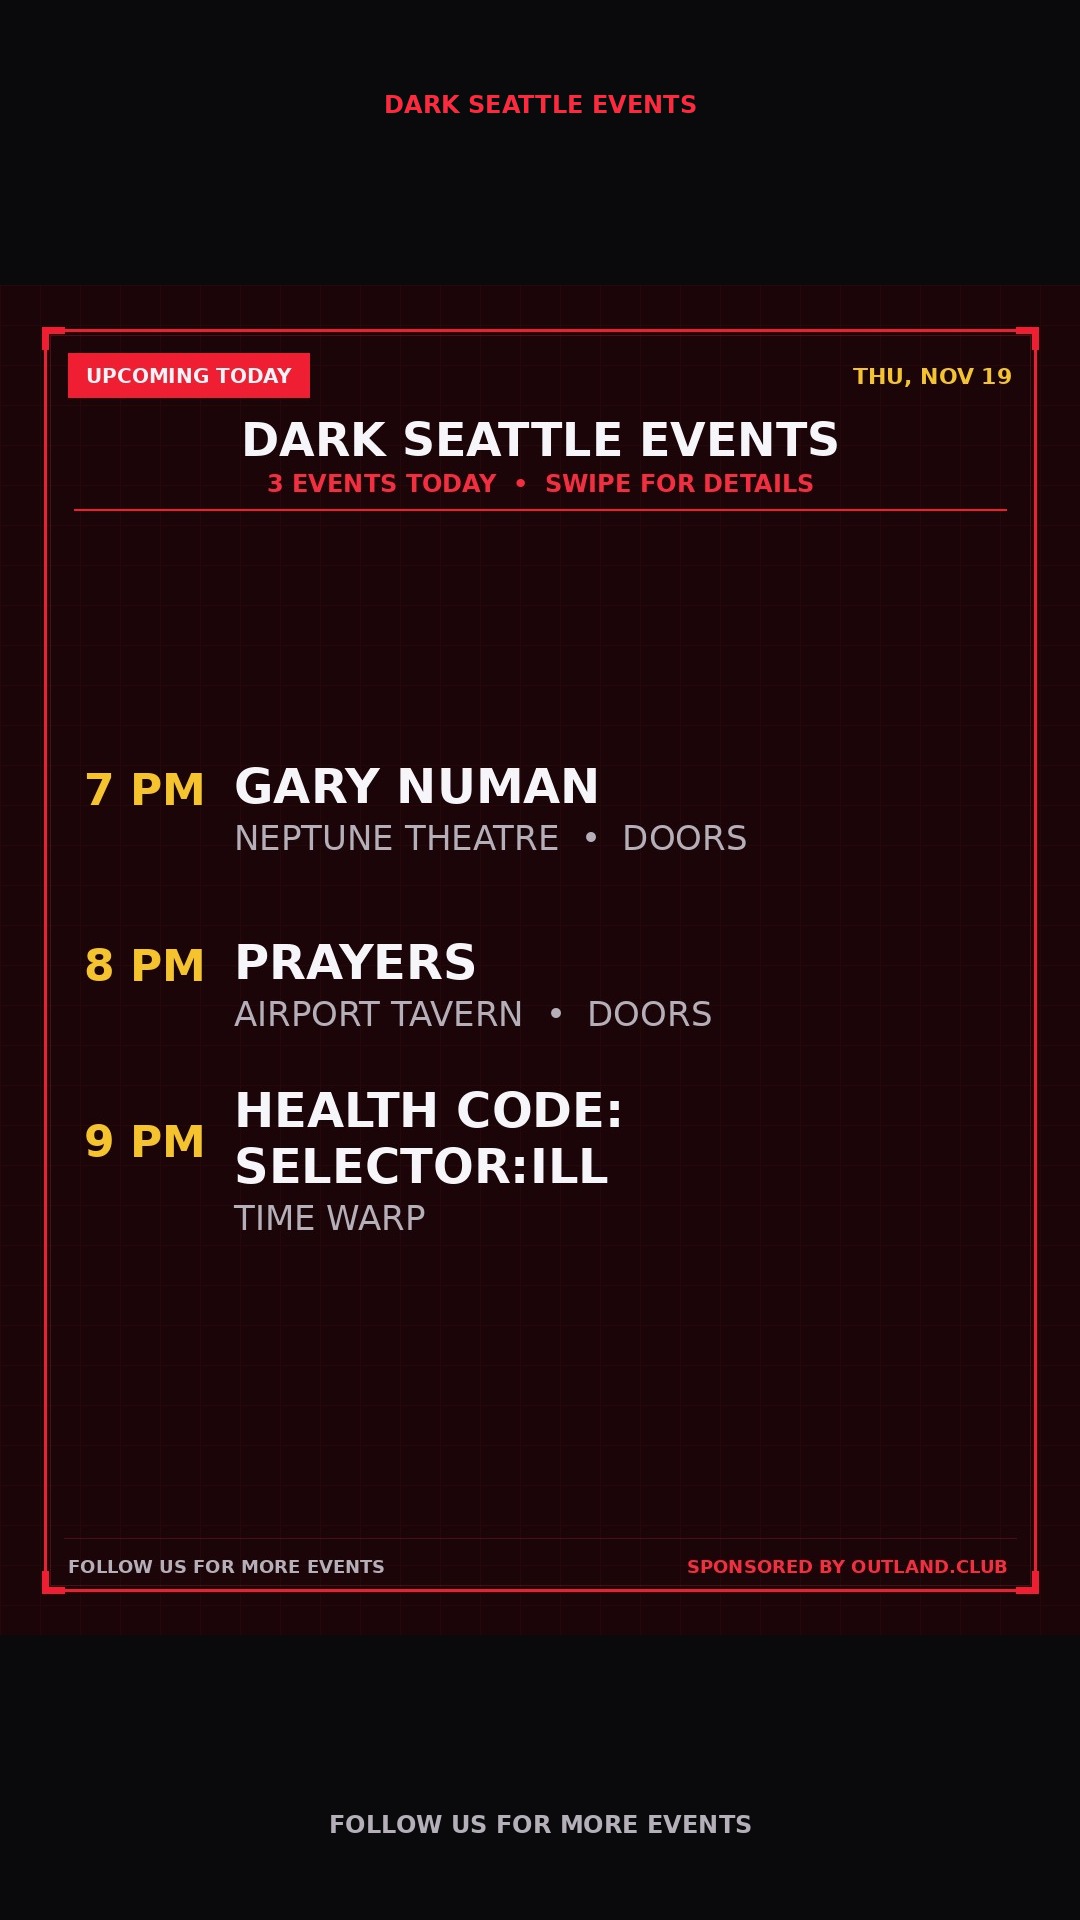 DARK SEATTLE EVENTS
UPCOMING TODAY
THU, NOV 19
DARK SEATTLE EVENTS
3 EVENTS TODAY • SWIPE FOR DETAILS
7 PM
GARY NUMAN
NEPTUNE THEATRE • DOORS
8 PM
PRAYERS
AIRPORT TAVERN • DOORS
9 PM
HEALTH CODE:
SELECTOR:ILL
TIME WARP
FOLLOW US FOR MORE EVENTS
SPONSORED BY OUTLAND.CLUB
FOLLOW US FOR MORE EVENTS